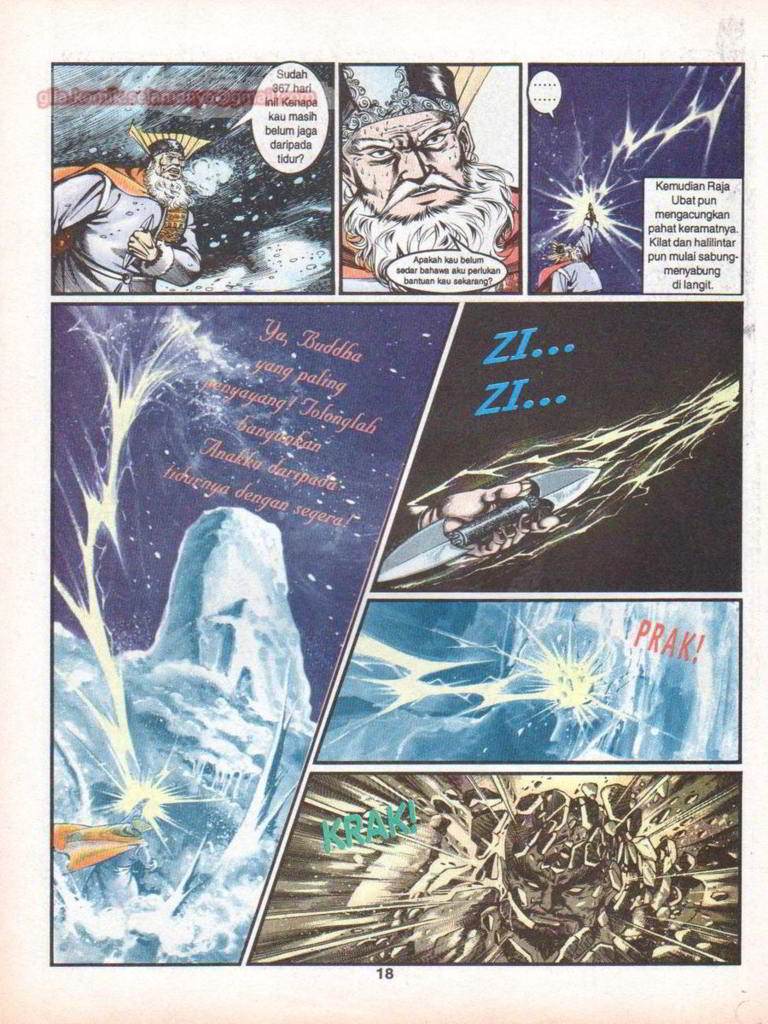 Sudah
367 hari
ini! Kenapa
kau masih
belum jaga
daripada
tidur?
Apakah kau belum
sedar bahawa aku perlukan
bantuan kau sekarang?
.....
.....
Kemudian Raja
Ubat pun
mengacungkan
pahat keramatnya.
Kilat dan halilintar
pun mulai sabung-
menyabung
di langit.
Ya, Buddha
yang paling
penyayang! Tolonglah
bangunkan
Anakku daripada
tidurnya dengan segera!
ZI...
ZI...
PRAK!
KRAK!
18